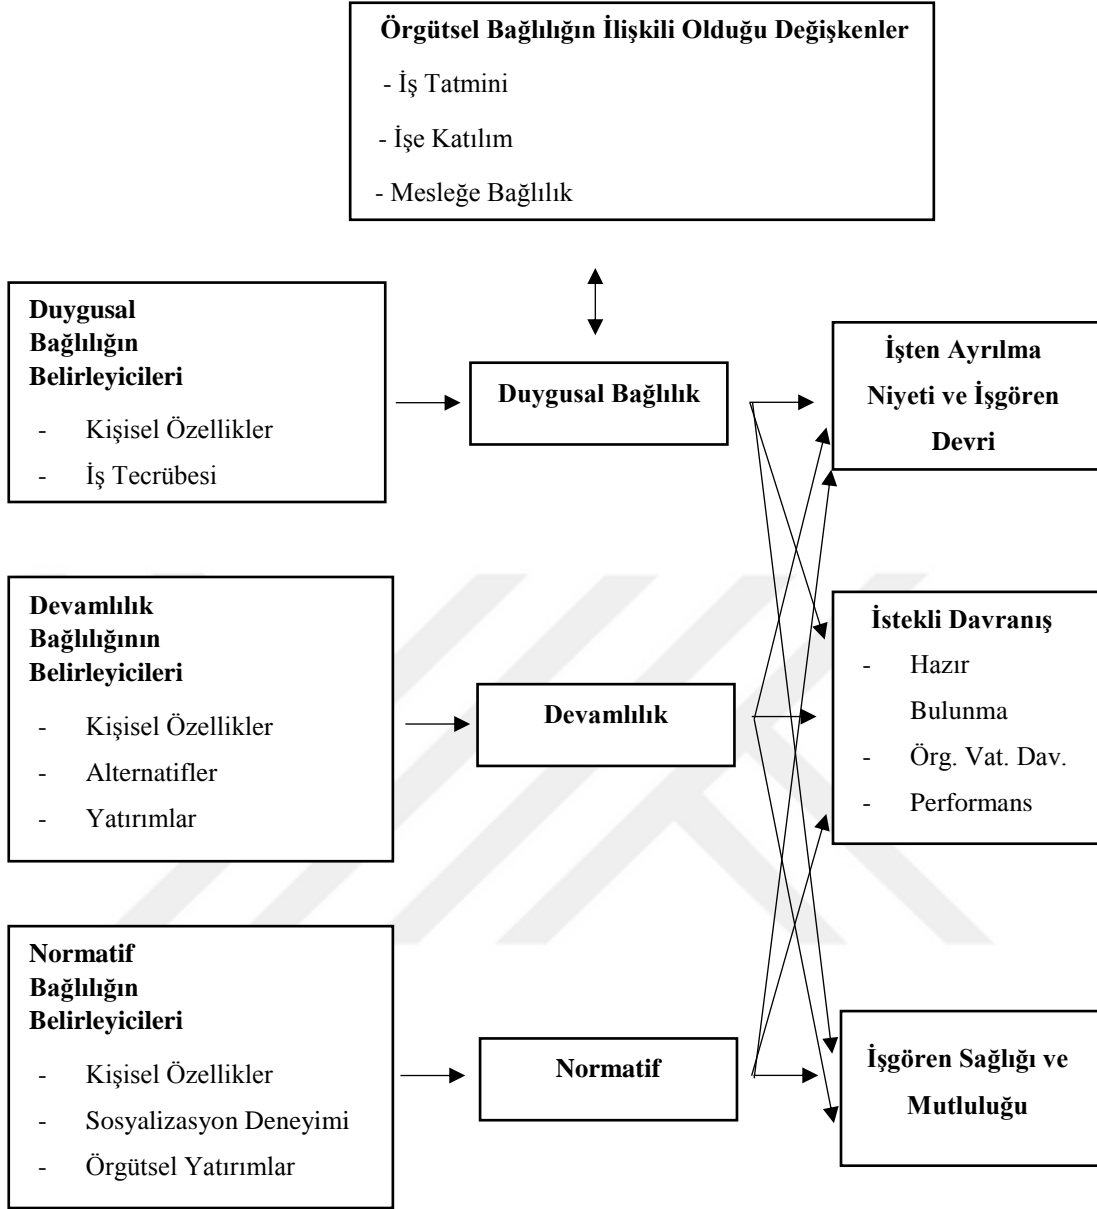 Örgütsel Bağlılığın İlişkili Olduğu Değişkenler
- İş Tatmini
- İşe Katılım
- Mesleğe Bağlılık
Duygusal
Bağlılığın
Belirleyicileri
- Kişisel Özellikler
- İş Tecrübesi
Duygusal Bağlılık
İşten Ayrılma
Niyeti ve İşgören
Devri
Devamlılık
Bağlılığının
Belirleyicileri
- Kişisel Özellikler
- Alternatifler
- Yatırımlar
Devamlılık
İstekli Davranış
- Hazır
Bulunma
- Örg. Vat. Dav.
- Performans
Normatif
Bağlılığın
Belirleyicileri
- Kişisel Özellikler
- Sosyalizasyon Deneyimi
- Örgütsel Yatırımlar
Normatif
İşgören Sağlığı ve
Mutluluğu